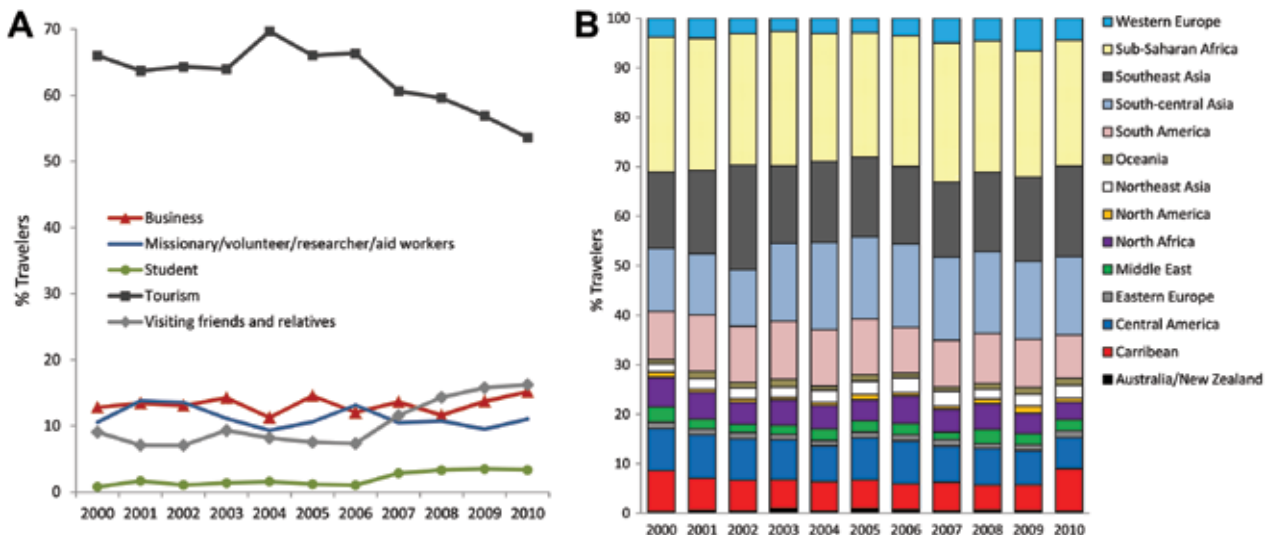 A
70
60
50
40
30
20
10
0
% Travelers
Business
Missionary/volunteer/researcher/aid workers
Student
Tourism
Visiting friends and relatives
2000 2001 2002 2003 2004 2005 2006 2007 2008 2009 2010
B
100
90
80
70
60
50
40
30
20
10
0
% Travelers
2000 2001 2002 2003 2004 2005 2006 2007 2008 2009 2010
Western Europe
Sub-Saharan Africa
Southeast Asia
South-central Asia
South America
Oceania
Northeast Asia
North America
North Africa
Middle East
Eastern Europe
Central America
Carribean
Australia/New Zealand